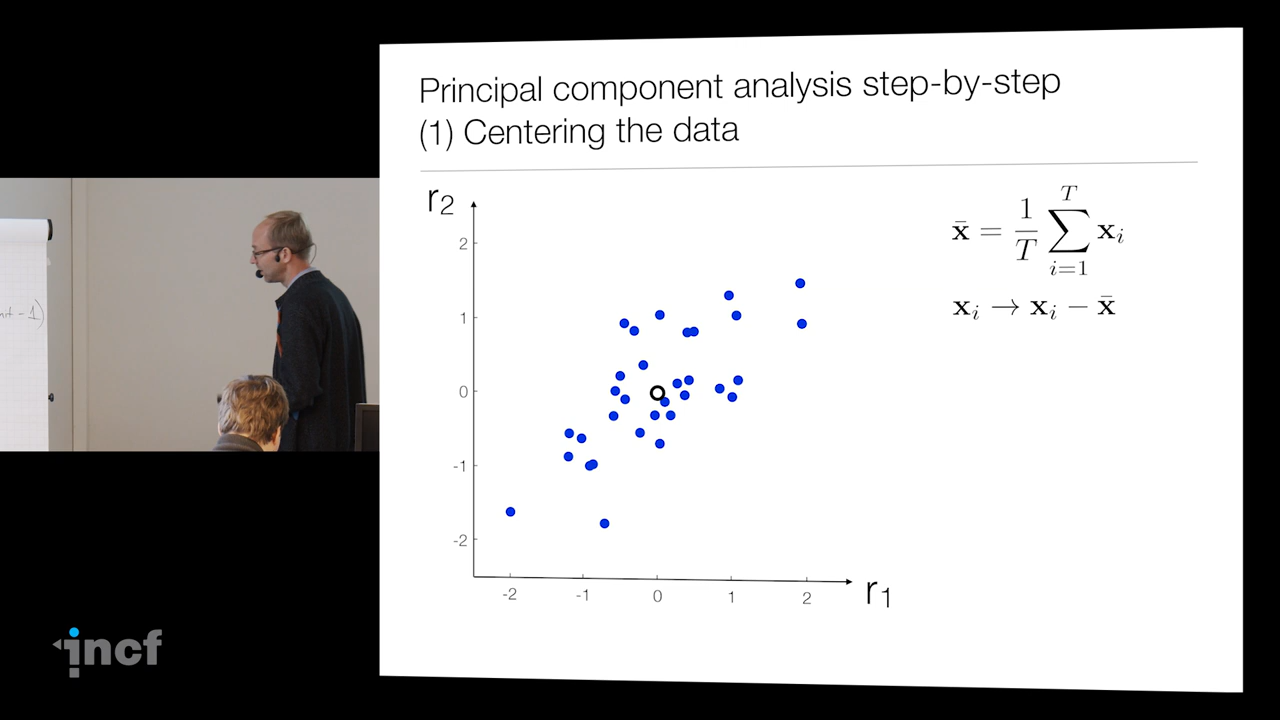 Principal component analysis step-by-step
(1) Centering the data
r2
2
1
0
-1
-2
-2 -1 0 1 2
r1
x̄ = 1/T ∑_{i=1}^{T} x_i
x_i → x_i − x̄
- 1)
incf